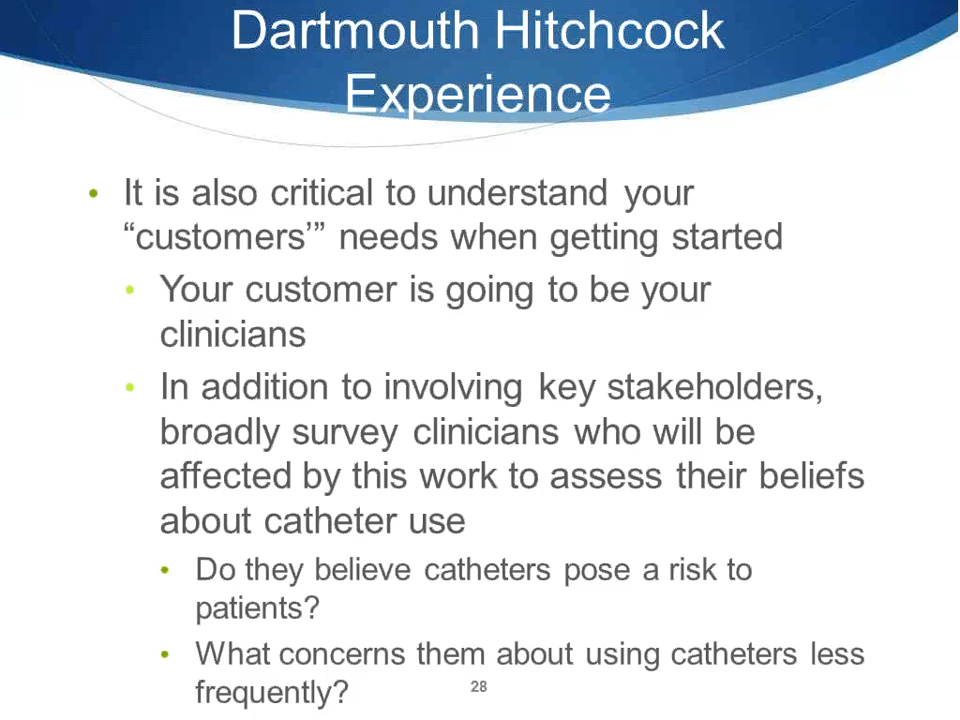 Dartmouth Hitchcock
Experience
• It is also critical to understand your
“customers’” needs when getting started
• Your customer is going to be your
clinicians
• In addition to involving key stakeholders,
broadly survey clinicians who will be
affected by this work to assess their beliefs
about catheter use
• Do they believe catheters pose a risk to
patients?
• What concerns them about using catheters less
frequently?
28